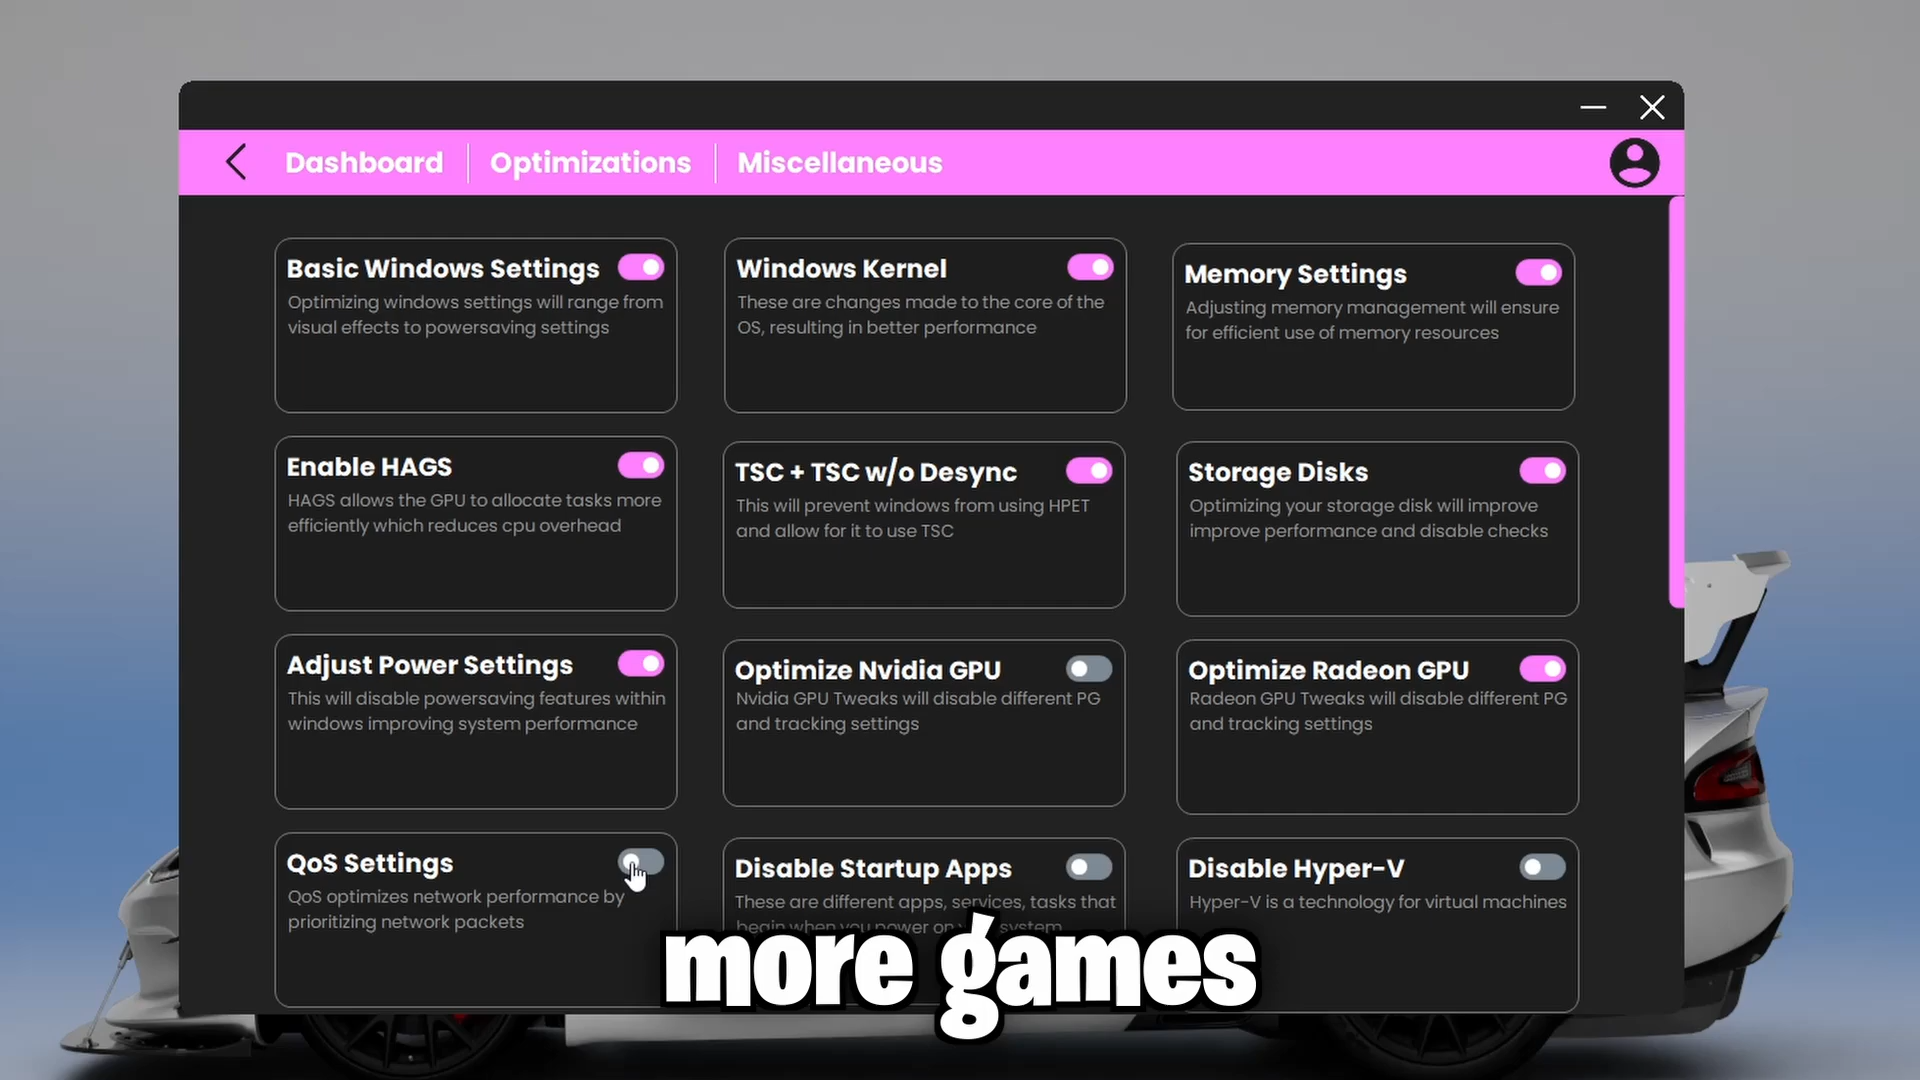 Dashboard
Optimizations
Miscellaneous
Basic Windows Settings
Optimizing windows settings will range from
visual effects to powersaving settings
Windows Kernel
These are changes made to the core of the
OS, resulting in better performance
Memory Settings
Adjusting memory management will ensure
for efficient use of memory resources
Enable HAGS
HAGS allows the GPU to allocate tasks more
efficiently which reduces cpu overhead
TSC + TSC w/o Desync
This will prevent windows from using HPET
and allow for it to use TSC
Storage Disks
Optimizing your storage disk will improve
improve performance and disable checks
Adjust Power Settings
This will disable powersaving features within
windows improving system performance
Optimize Nvidia GPU
Nvidia GPU Tweaks will disable different PG
and tracking settings
Optimize Radeon GPU
Radeon GPU Tweaks will disable different PG
and tracking settings
QoS Settings
QoS optimizes network performance by
prioritizing network packets
Disable Startup Apps
These are different apps, services, tasks that
begin when you power on system
Disable Hyper-V
Hyper-V is a technology for virtual machines
more games